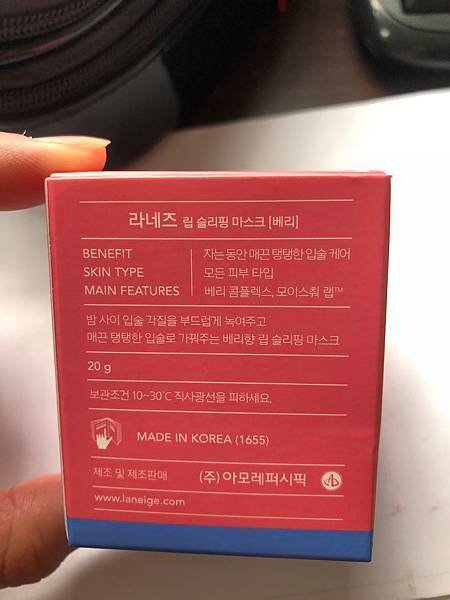 라네즈 립 슬리핑 마스크 [베리]
BENEFIT 자는 동안 매끈 탱탱한 입술 케어
SKIN TYPE 모든 피부 타입
MAIN FEATURES 베리 콤플렉스, 모이스춰 랩™
밤 사이 입술 각질을 부드럽게 녹여주고
매끈 탱탱한 입술로 가꿔주는 베리향 립 슬리핑 마스크
20 g
보관조건 10~30℃ 직사광선을 피하세요.
MADE IN KOREA (1655)
제조 및 제조판매 (주)아모레퍼시픽
www.laneige.com